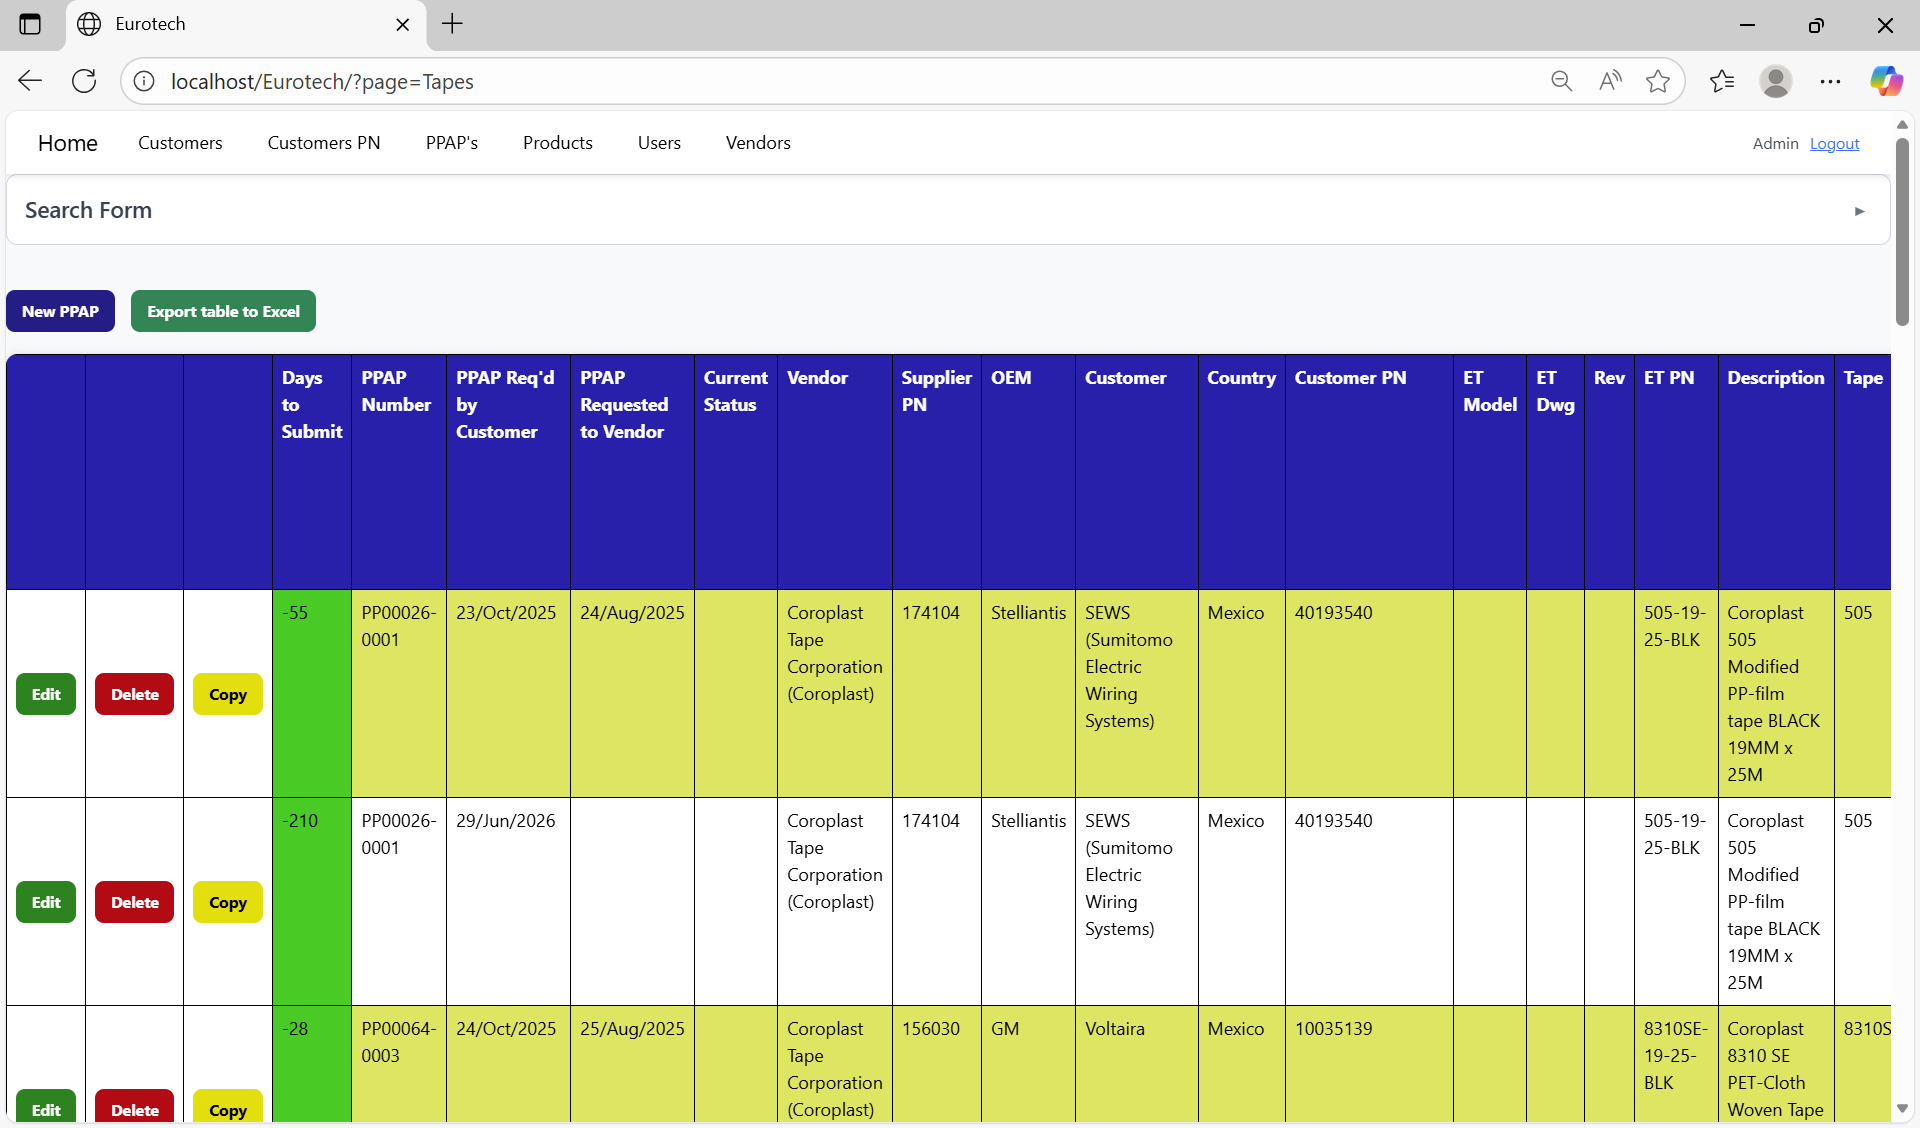 Eurotech
localhost/Eurotech/?page=Tapes
Home Customers Customers PN PPAP's Products Users Vendors Admin Logout
Search Form
New PPAP Export table to Excel
Days to Submit
PPAP Number
PPAP Req'd by Customer
PPAP Requested to Vendor
Current Status
Vendor
Supplier PN
OEM
Customer
Country
Customer PN
ET Model
ET Dwg
Rev
ET PN
Description
Tape
Edit Delete Copy
-55
PP00026-0001
23/Oct/2025
24/Aug/2025
Coroplast Tape Corporation (Coroplast)
174104
Stelliantis
SEWS (Sumitomo Electric Wiring Systems)
Mexico
40193540
505-19-25-BLK
Coroplast 505 Modified PP-film tape BLACK 19MM x 25M
505
Edit Delete Copy
-210
PP00026-0001
29/Jun/2026
Coroplast Tape Corporation (Coroplast)
174104
Stelliantis
SEWS (Sumitomo Electric Wiring Systems)
Mexico
40193540
505-19-25-BLK
Coroplast 505 Modified PP-film tape BLACK 19MM x 25M
505
Edit Delete Copy
-28
PP00064-0003
24/Oct/2025
25/Aug/2025
Coroplast Tape Corporation (Coroplast)
156030
GM
Voltaira
Mexico
10035139
8310SE-19-25-BLK
Coroplast 8310 SE PET-Cloth Woven Tape
8310S